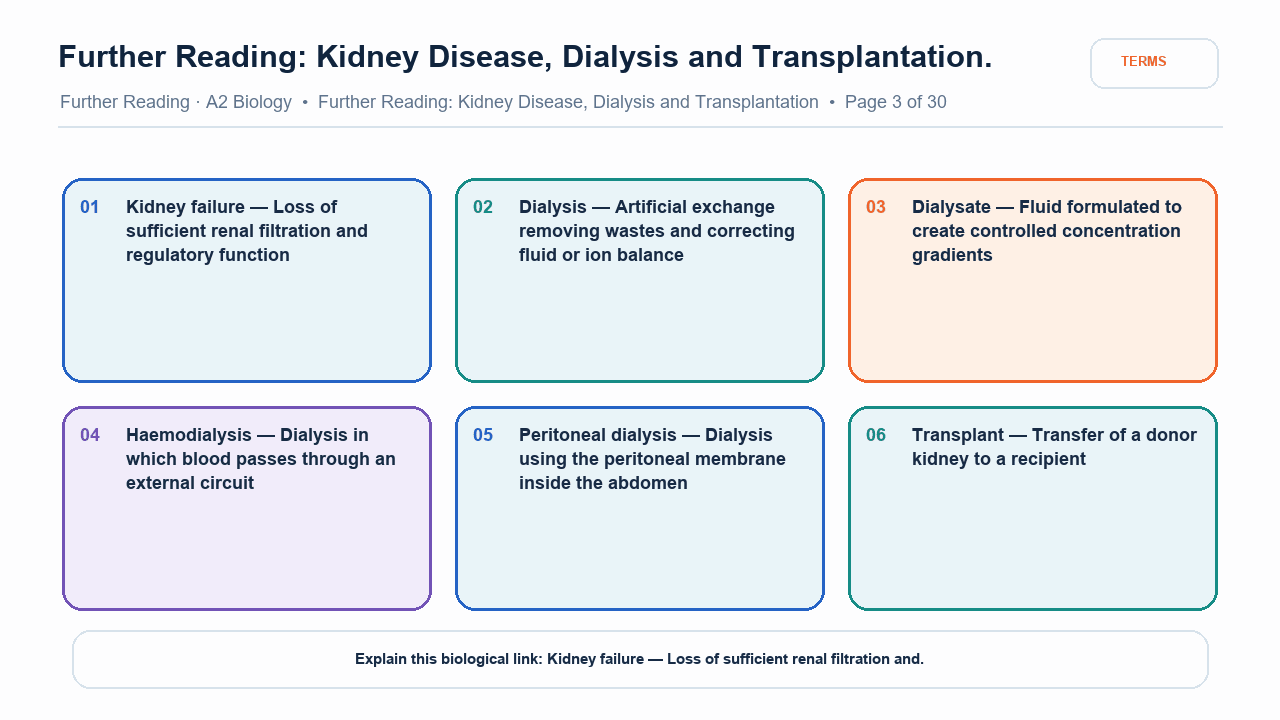 Further Reading: Kidney Disease, Dialysis and Transplantation.
TERMS
Further Reading · A2 Biology • Further Reading: Kidney Disease, Dialysis and Transplantation • Page 3 of 30
01
Kidney failure — Loss of
sufficient renal filtration and
regulatory function
02
Dialysis — Artificial exchange
removing wastes and correcting
fluid or ion balance
03
Dialysate — Fluid formulated to
create controlled concentration
gradients
04
Haemodialysis — Dialysis in
which blood passes through an
external circuit
05
Peritoneal dialysis — Dialysis
using the peritoneal membrane
inside the abdomen
06
Transplant — Transfer of a donor
kidney to a recipient
Explain this biological link: Kidney failure — Loss of sufficient renal filtration and.